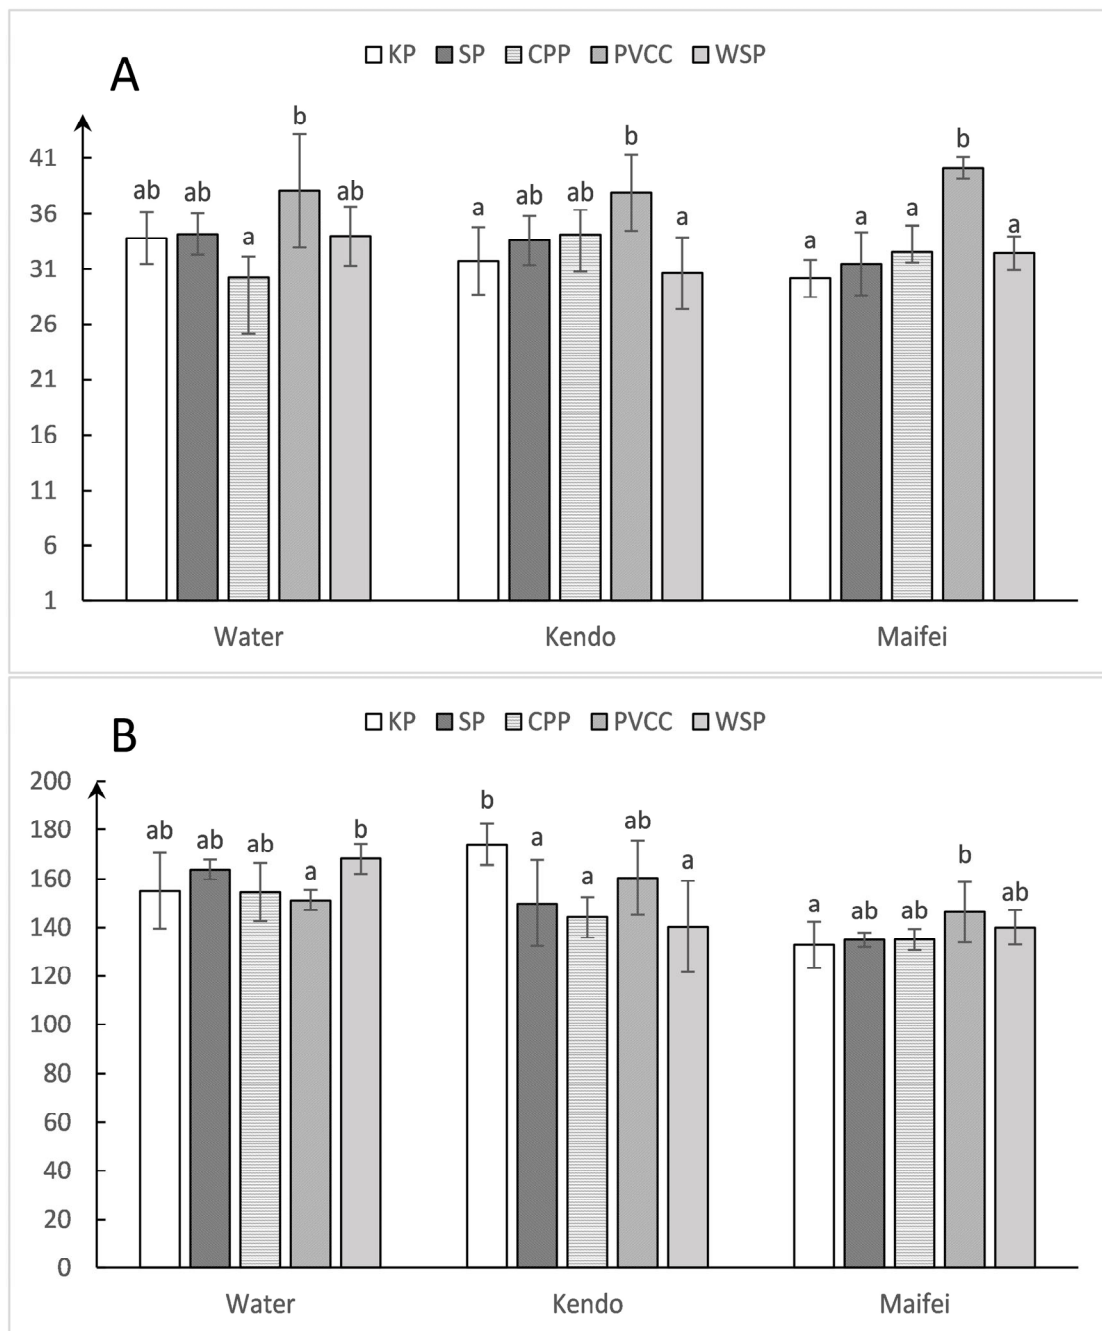 KP SP CPP PVCC WSP
A
41
36
31
26
21
16
11
6
1
ab ab a b ab
a ab ab b a
a a a b a
Water Kendo Maifei
KP SP CPP PVCC WSP
B
200
180
160
140
120
100
80
60
40
20
0
ab ab ab a b
b a a ab a
a ab ab b ab
Water Kendo Maifei